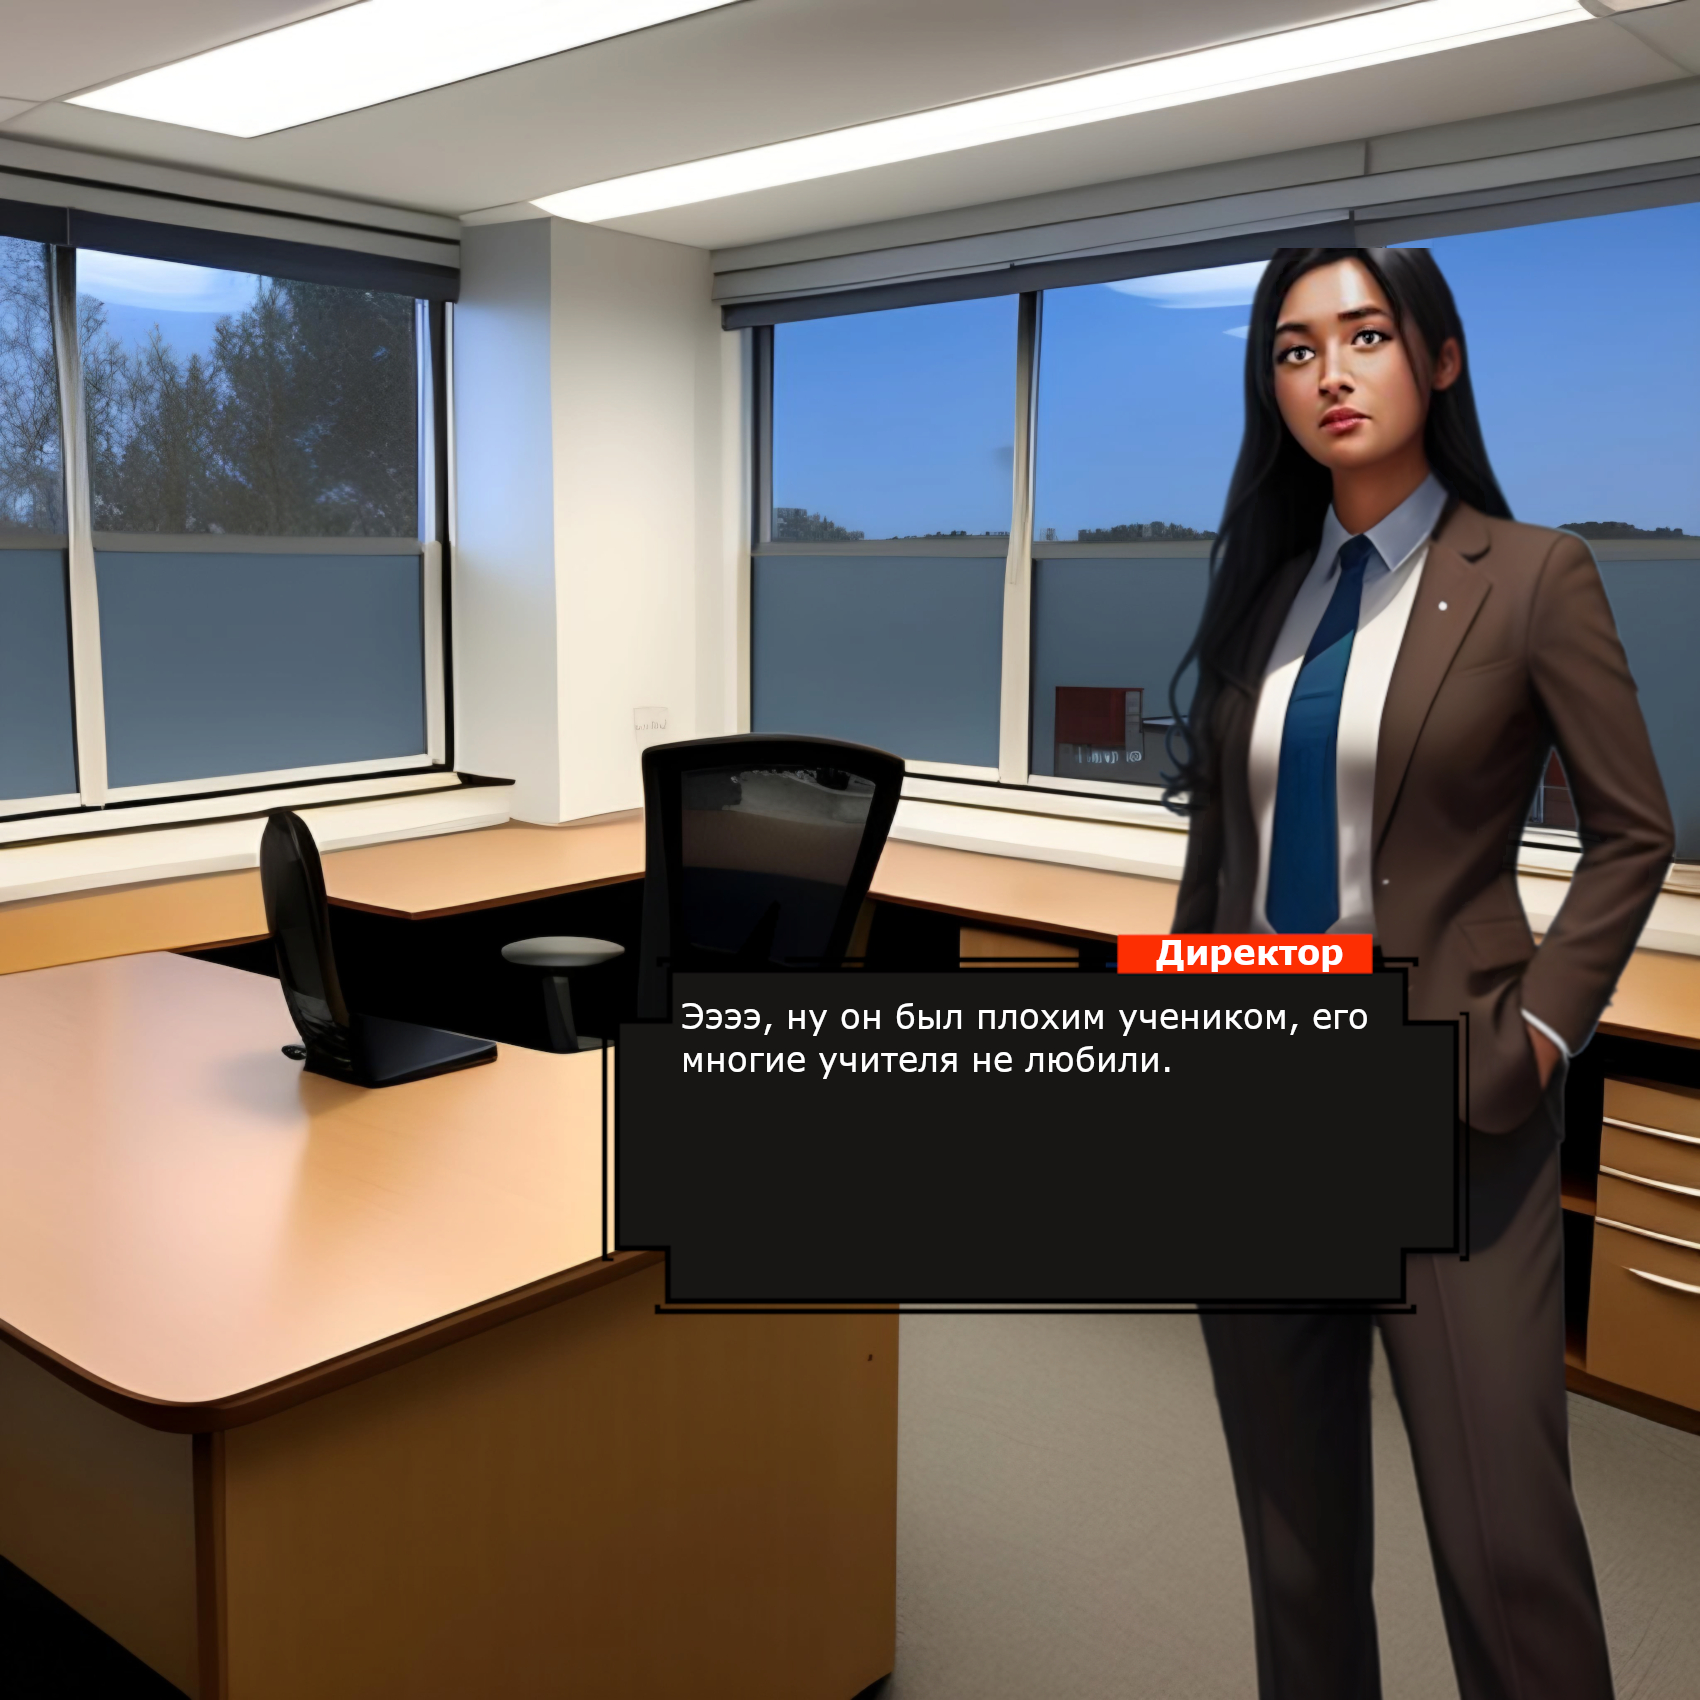 Директор
Ээээ, ну он был плохим учеником, его
многие учителя не любили.